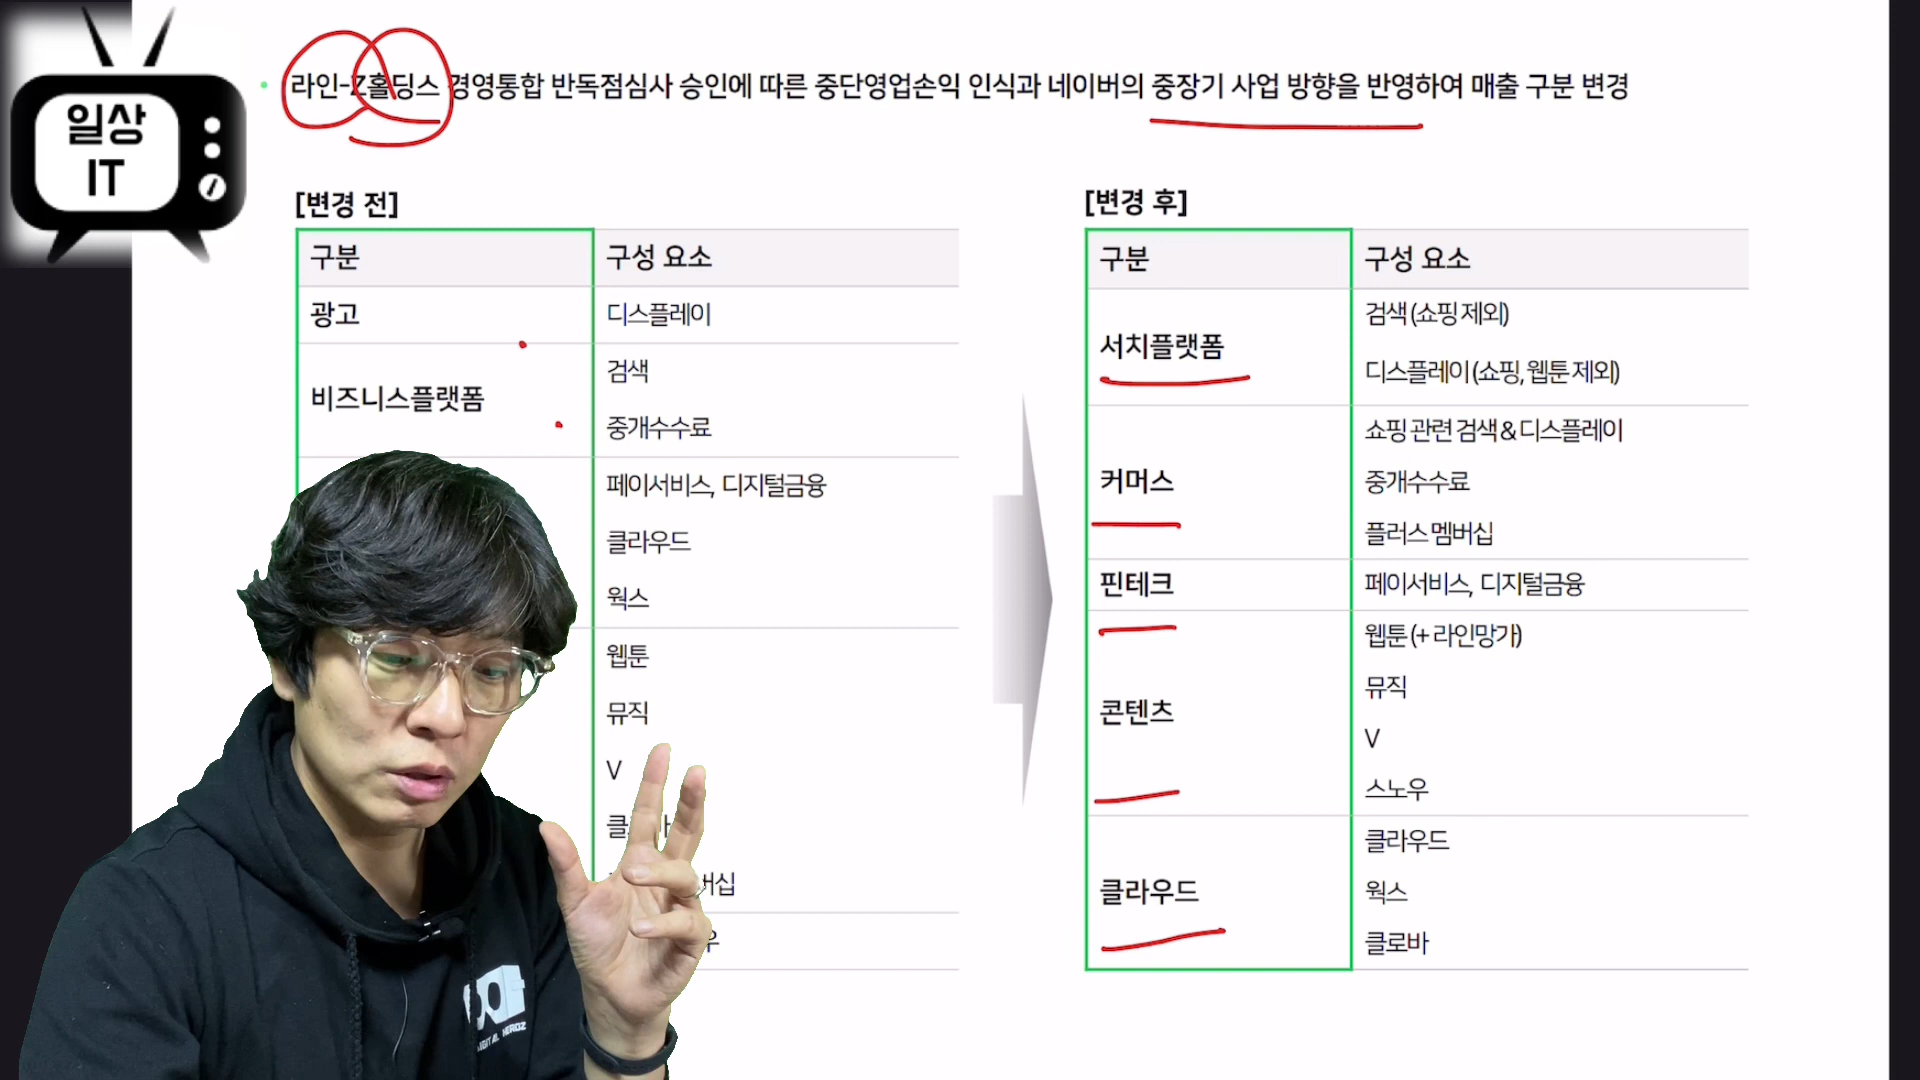 일상
IT
라인-Z홀딩스 경영통합 반독점심사 승인에 따른 중단영업손익 인식과 네이버의 중장기 사업 방향을 반영하여 매출 구분 변경
[변경 전]
구분
구성 요소
광고
디스플레이
비즈니스플랫폼
검색
중개수수료
페이서비스, 디지털금융
클라우드
웍스
웹툰
뮤직
V
버십
[변경 후]
구분
구성 요소
서치플랫폼
검색 (쇼핑 제외)
디스플레이 (쇼핑, 웹툰 제외)
커머스
쇼핑 관련 검색 & 디스플레이
중개수수료
플러스 멤버십
핀테크
페이서비스, 디지털금융
콘텐츠
웹툰 (+ 라인망가)
뮤직
V
스노우
클라우드
클라우드
웍스
클로바
DIGITAL HEROZ